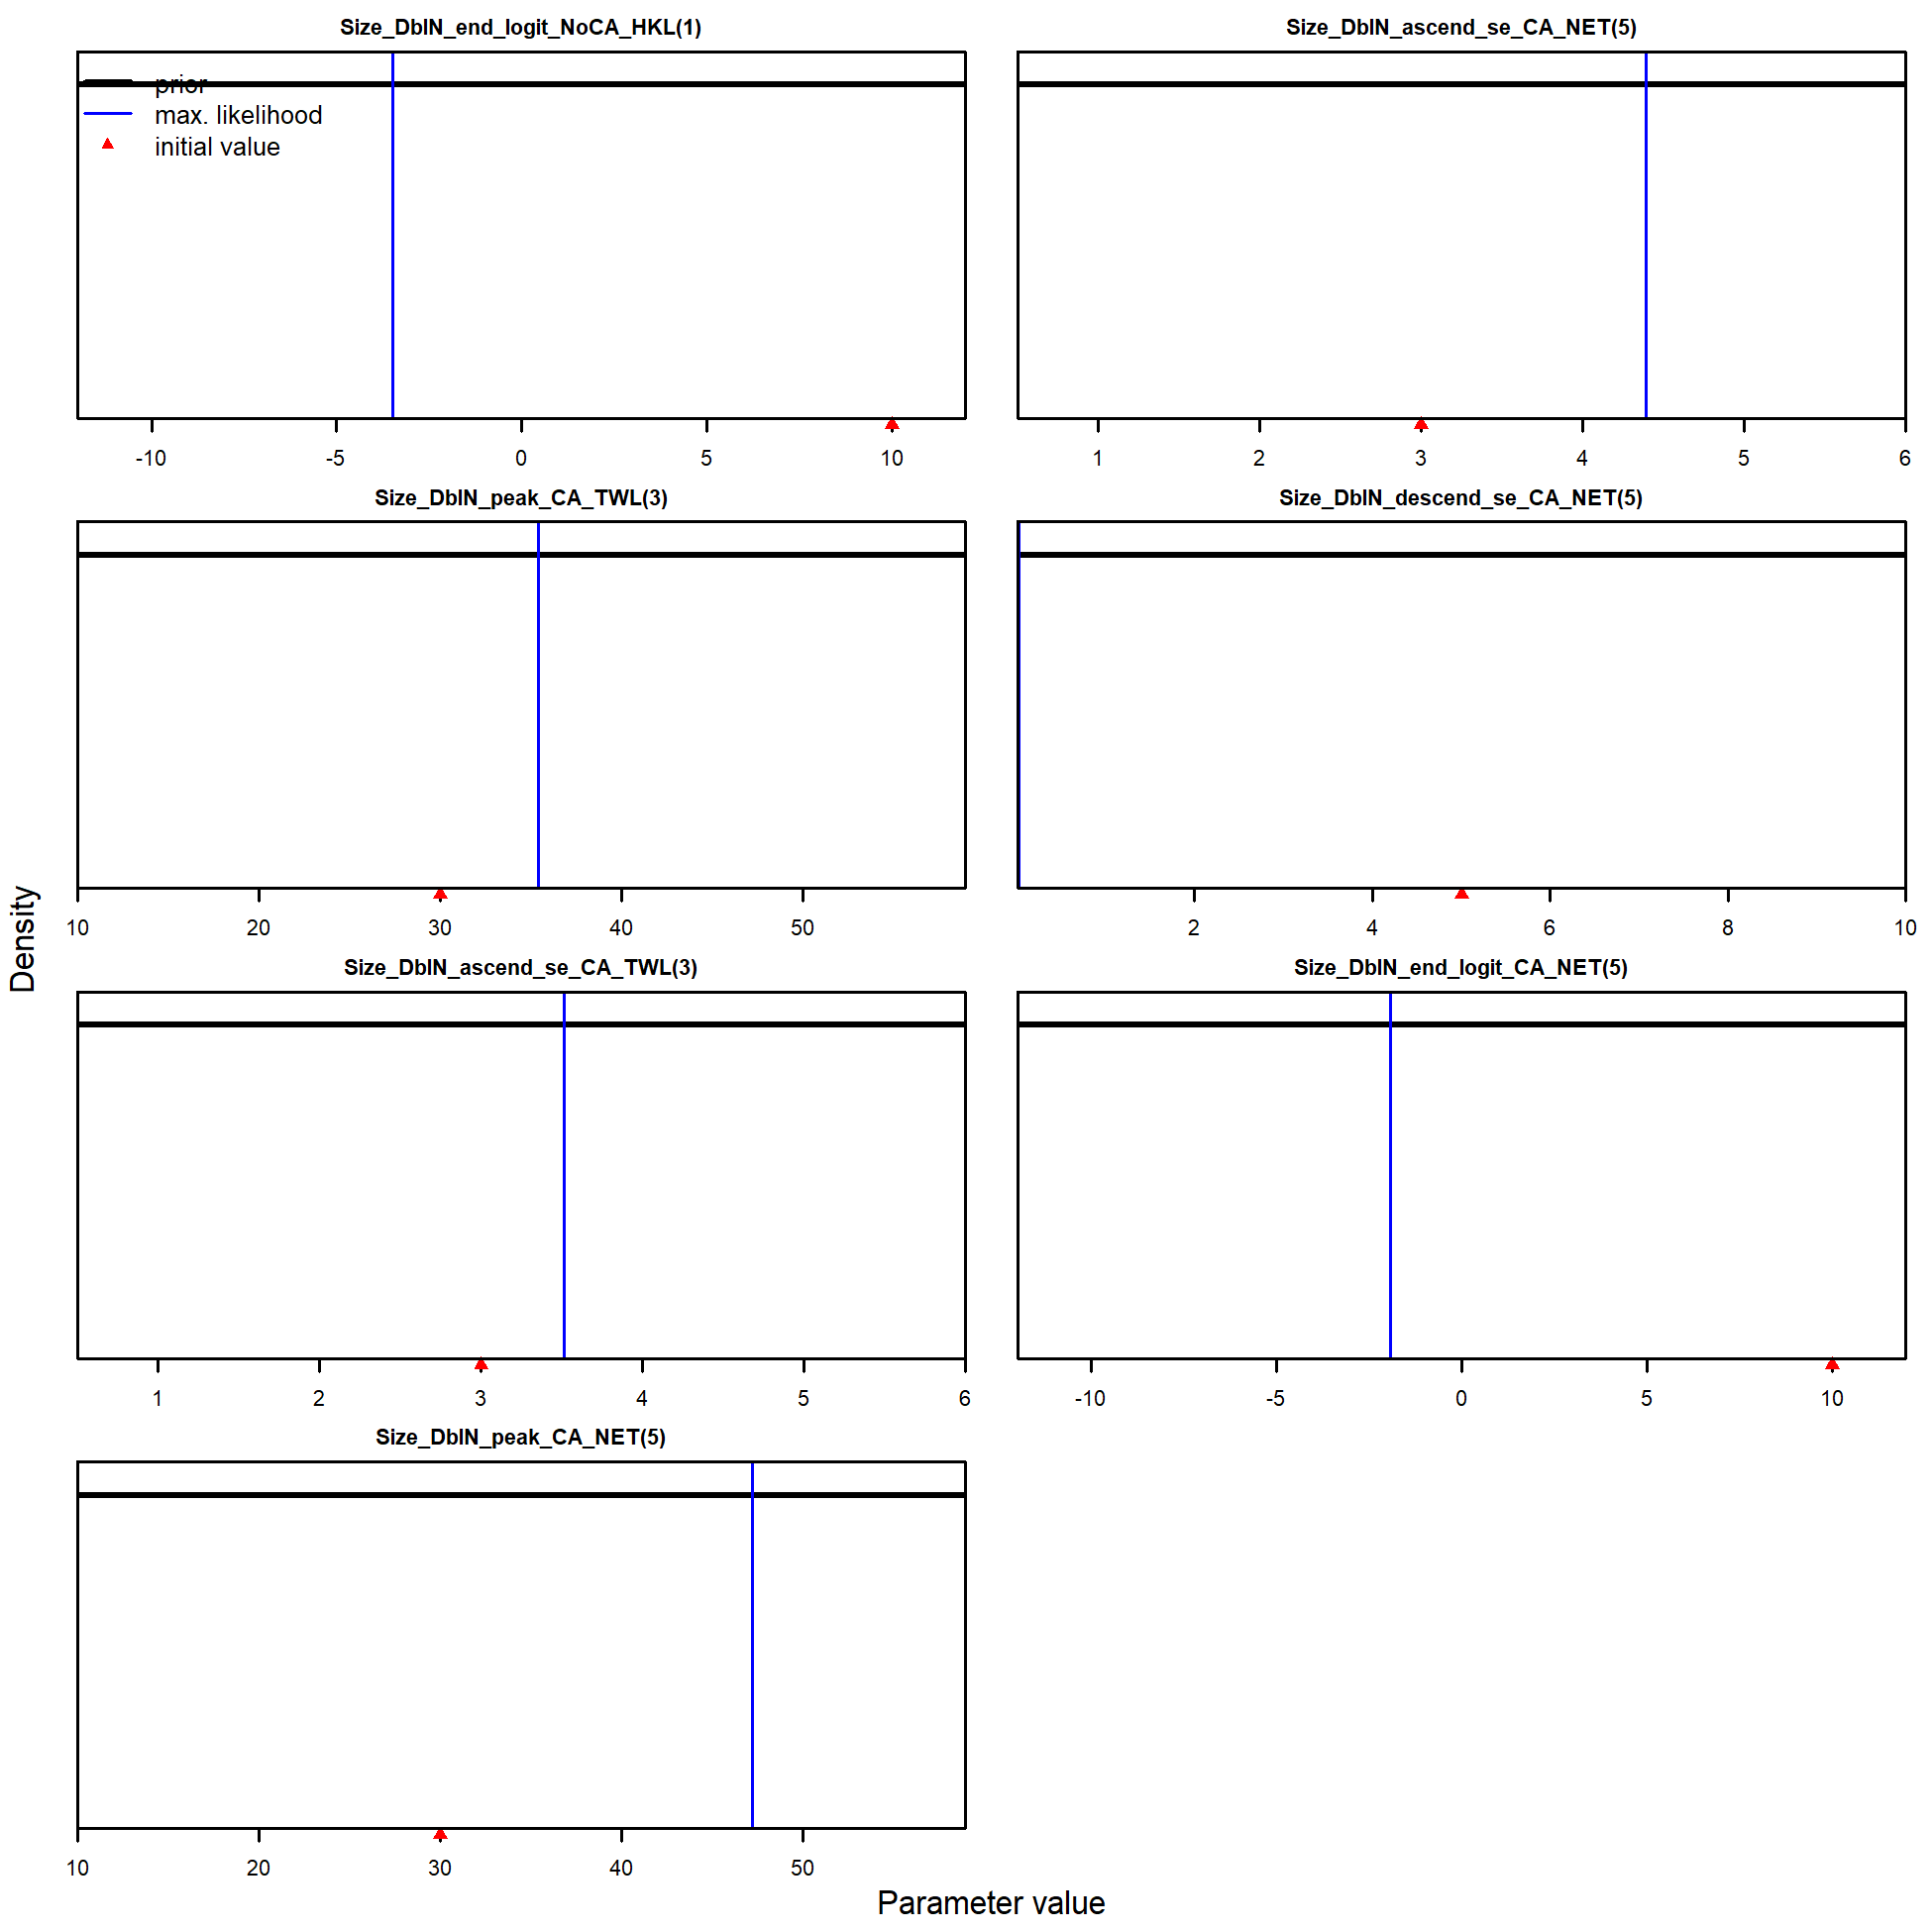 Size_DblN_end_logit_NoCA_HKL(1)
prior
max. likelihood
initial value
-10 -5 0 5 10
Size_DblN_ascend_se_CA_NET(5)
1 2 3 4 5 6
Size_DblN_peak_CA_TWL(3)
10 20 30 40 50
Size_DblN_descend_se_CA_NET(5)
2 4 6 8 10
Size_DblN_ascend_se_CA_TWL(3)
1 2 3 4 5 6
Size_DblN_end_logit_CA_NET(5)
-10 -5 0 5 10
Size_DblN_peak_CA_NET(5)
10 20 30 40 50
Density
Parameter value